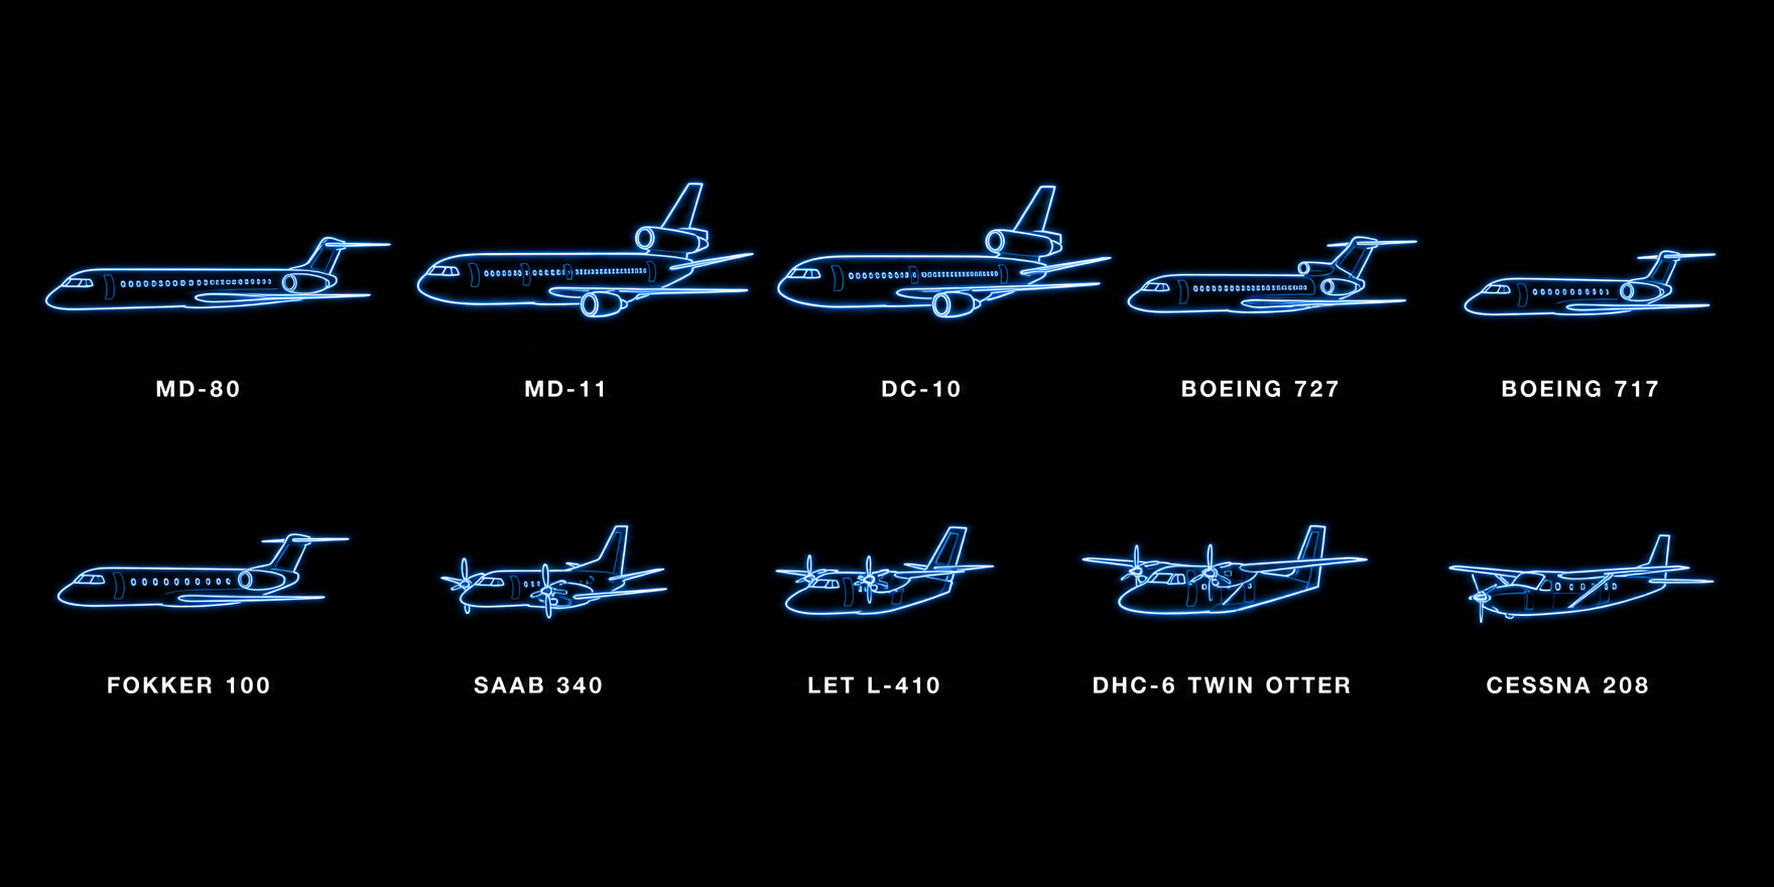 MD-80
MD-11
DC-10
BOEING 727
BOEING 717
FOKKER 100
SAAB 340
LET L-410
DHC-6 TWIN OTTER
CESSNA 208